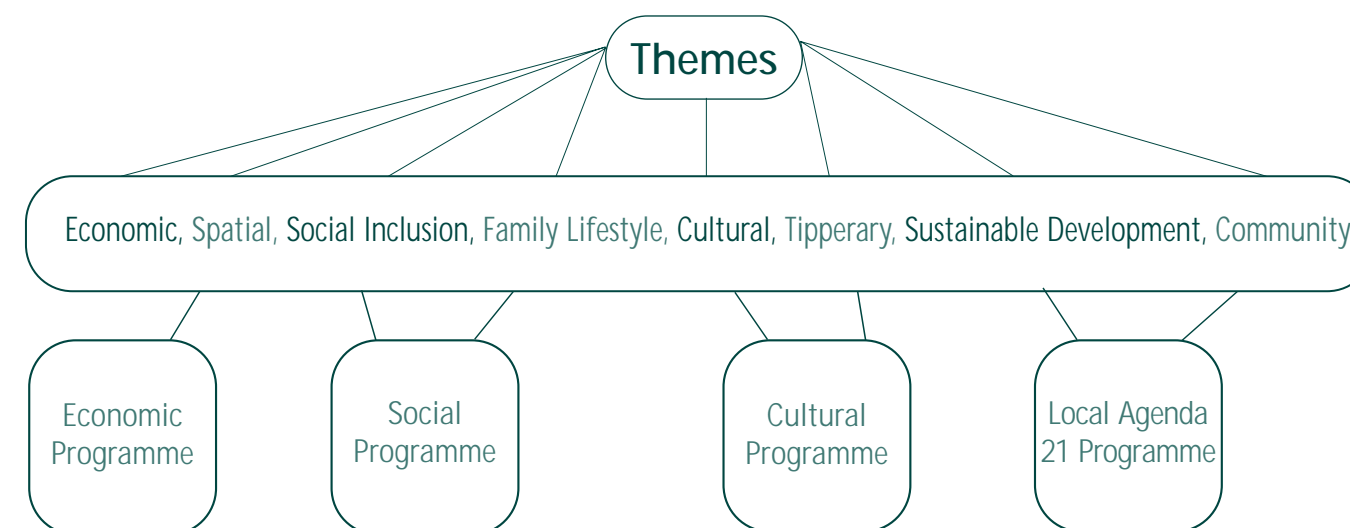 Themes
Economic, Spatial, Social Inclusion, Family Lifestyle, Cultural, Tipperary, Sustainable Development, Community
Economic
Programme
Social
Programme
Cultural
Programme
Local Agenda
21 Programme